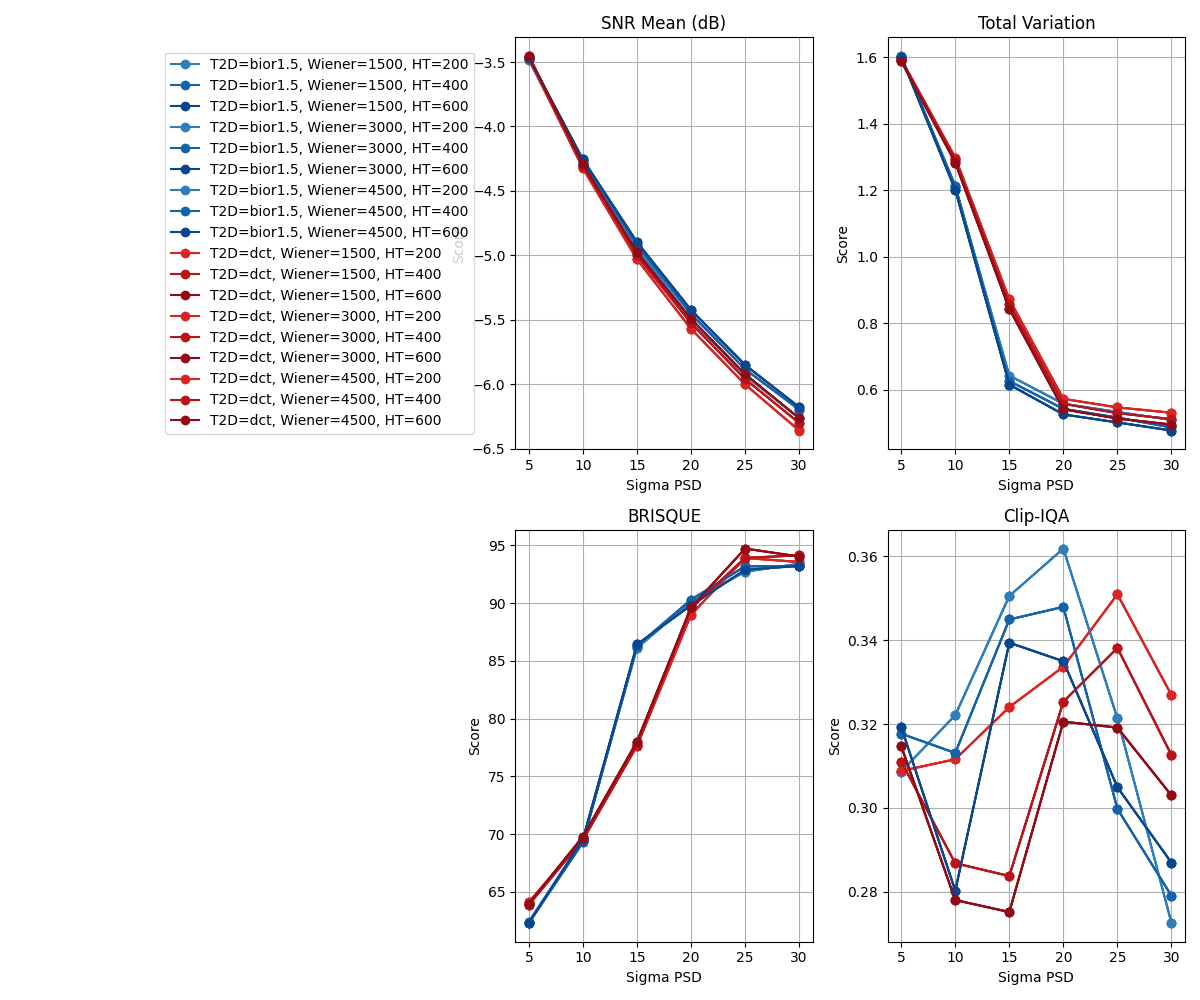 SNR Mean (dB)
Total Variation
T2D=bior1.5, Wiener=1500, HT=200
T2D=bior1.5, Wiener=1500, HT=400
T2D=bior1.5, Wiener=1500, HT=600
T2D=bior1.5, Wiener=3000, HT=200
T2D=bior1.5, Wiener=3000, HT=400
T2D=bior1.5, Wiener=3000, HT=600
T2D=bior1.5, Wiener=4500, HT=200
T2D=bior1.5, Wiener=4500, HT=400
T2D=bior1.5, Wiener=4500, HT=600
T2D=dct, Wiener=1500, HT=200
T2D=dct, Wiener=1500, HT=400
T2D=dct, Wiener=1500, HT=600
T2D=dct, Wiener=3000, HT=200
T2D=dct, Wiener=3000, HT=400
T2D=dct, Wiener=3000, HT=600
T2D=dct, Wiener=4500, HT=200
T2D=dct, Wiener=4500, HT=400
T2D=dct, Wiener=4500, HT=600
Score
−3.5
−4.0
−4.5
−5.0
−5.5
−6.0
−6.5
5 10 15 20 25 30
Sigma PSD
Score
1.6
1.4
1.2
1.0
0.8
0.6
5 10 15 20 25 30
Sigma PSD
BRISQUE
Score
95
90
85
80
75
70
65
5 10 15 20 25 30
Sigma PSD
Clip-IQA
Score
0.36
0.34
0.32
0.30
0.28
5 10 15 20 25 30
Sigma PSD